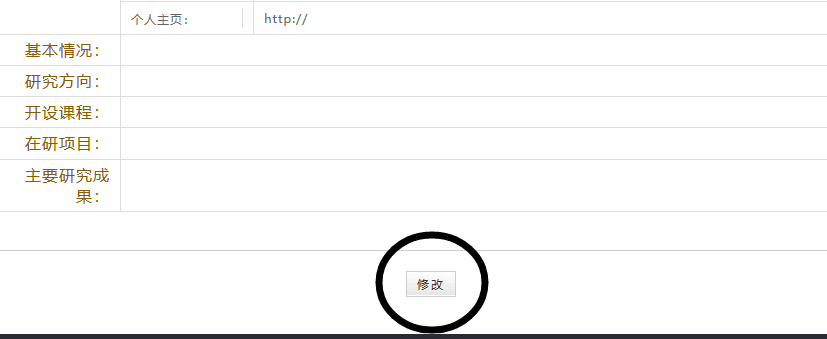 个人主页： http://
基本情况：
研究方向：
开设课程：
在研项目：
主要研究成
果：
修改